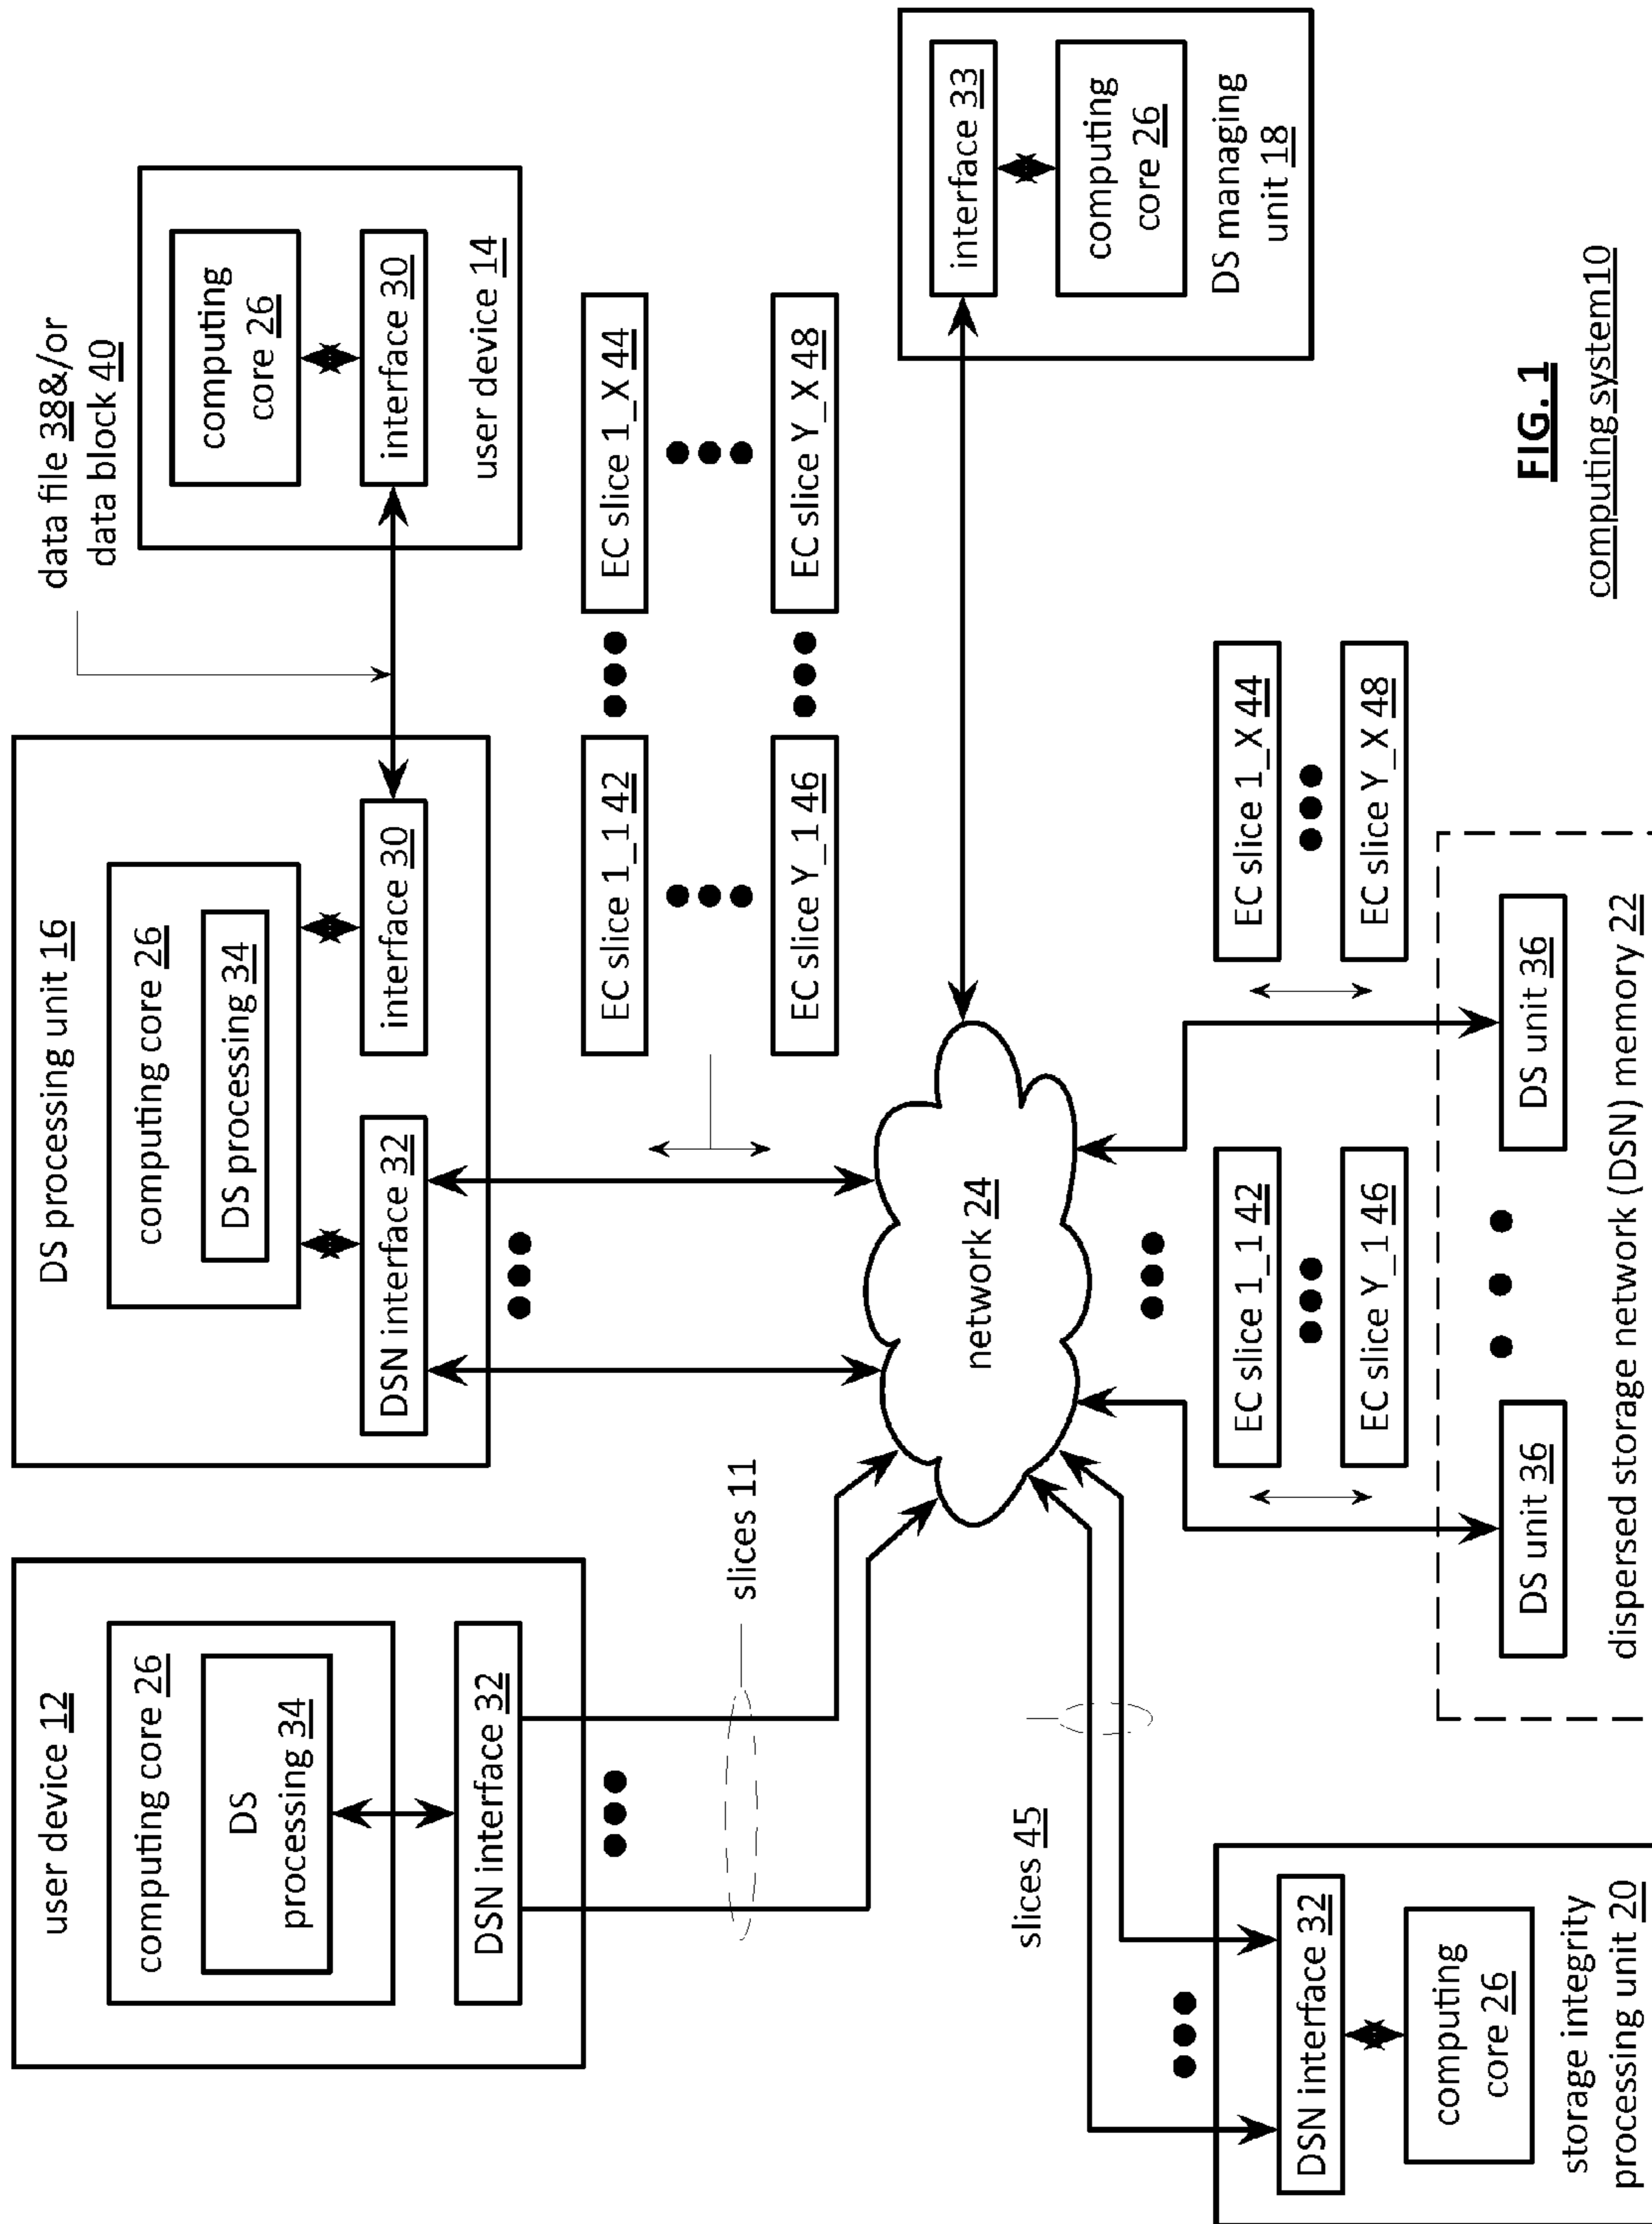 user device 12
computing core 26
DS
processing 34
DSN interface 32
slices 11
DS processing unit 16
computing core 26
DS processing 34
DSN interface 32
interface 30
data file 38&/or
data block 40
computing
core 26
interface 30
user device 14
EC slice 1_1 42
EC slice 1_X 44
EC slice Y_1 46
EC slice Y_X 48
network 24
interface 33
computing
core 26
DS managing
unit 18
slices 45
DSN interface 32
computing
core 26
storage integrity
processing unit 20
EC slice 1_1 42
EC slice Y_1 46
EC slice 1_X 44
EC slice Y_X 48
DS unit 36
DS unit 36
dispersed storage network (DSN) memory 22
FIG. 1
computing system10